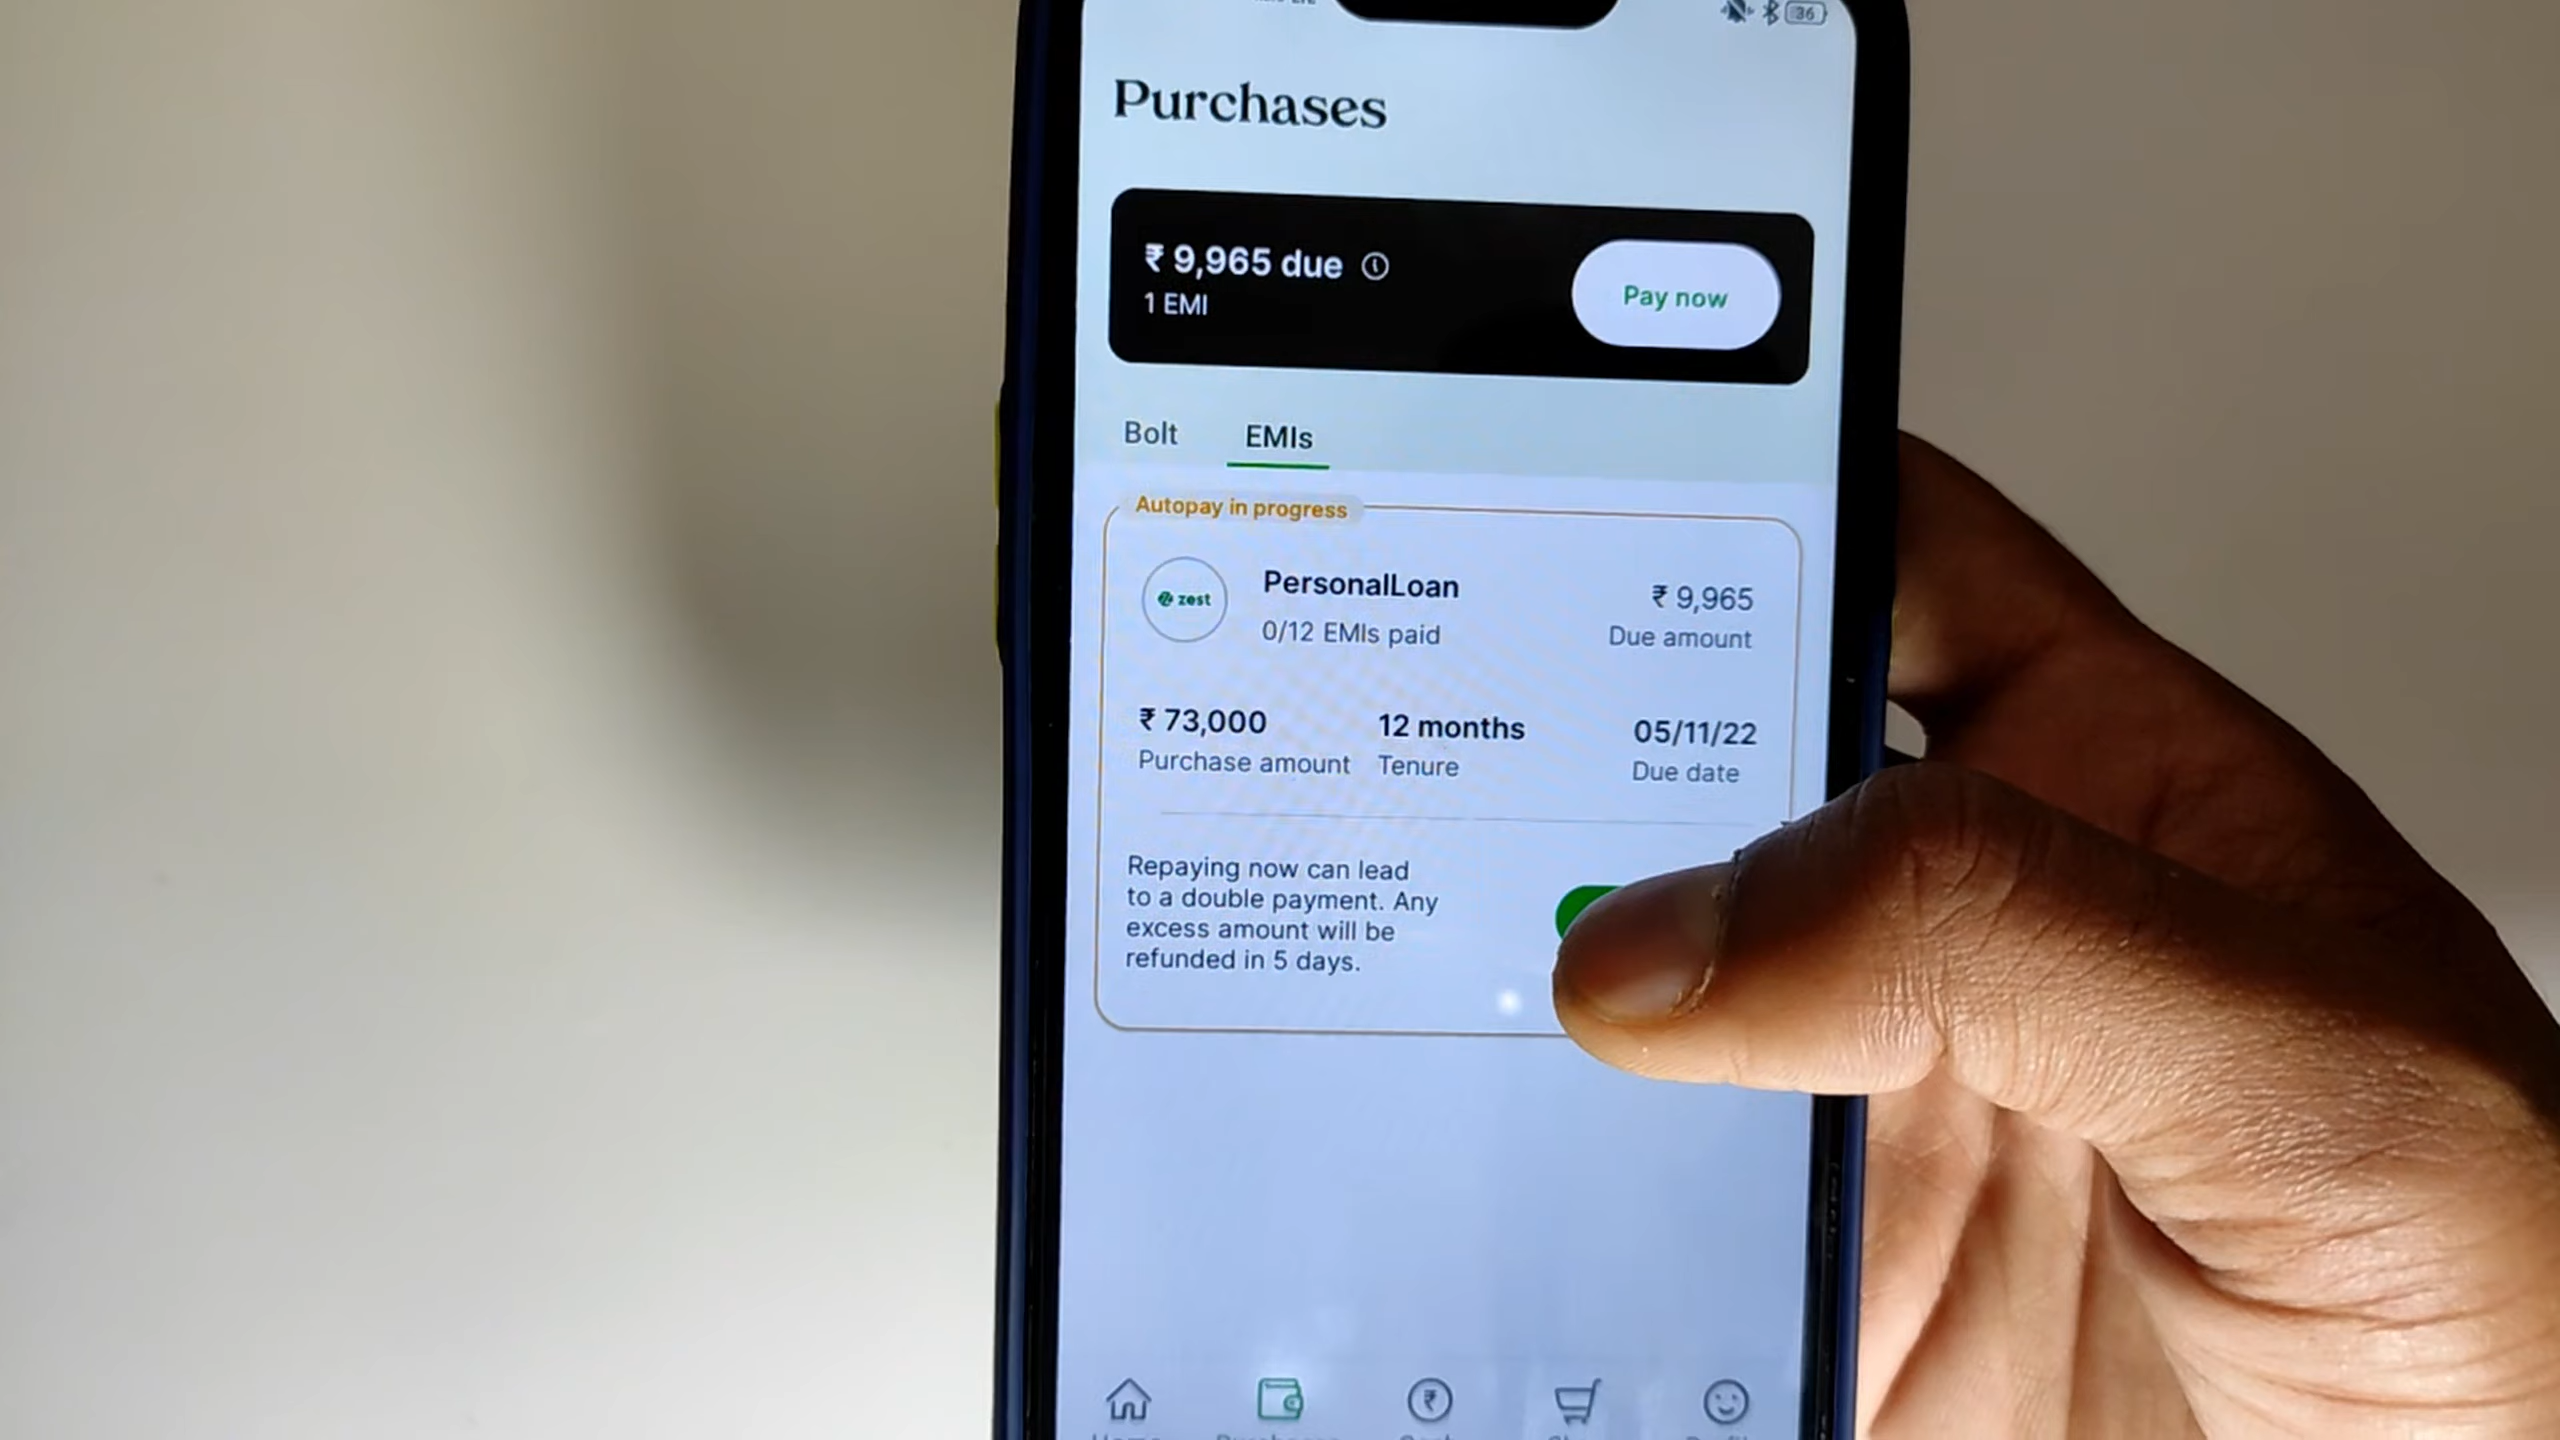 36
Purchases
₹ 9,965 due
1 EMI
Pay now
Bolt EMIs
Autopay in progress
zest
PersonalLoan ₹ 9,965
0/12 EMIs paid Due amount
₹ 73,000 12 months 05/11/22
Purchase amount Tenure Due date
Repaying now can lead
to a double payment. Any
excess amount will be
refunded in 5 days.